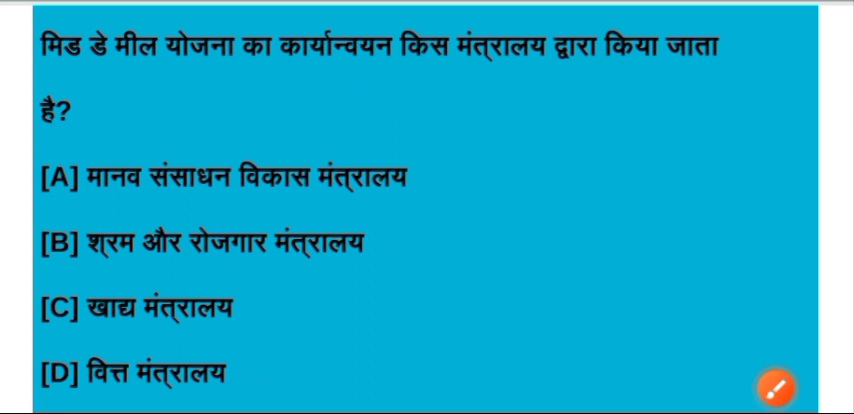 मिड डे मील योजना का कार्यान्वयन किस मंत्रालय द्वारा किया जाता
है?
[A] मानव संसाधन विकास मंत्रालय
[B] श्रम और रोजगार मंत्रालय
[C] खाद्य मंत्रालय
[D] वित्त मंत्रालय